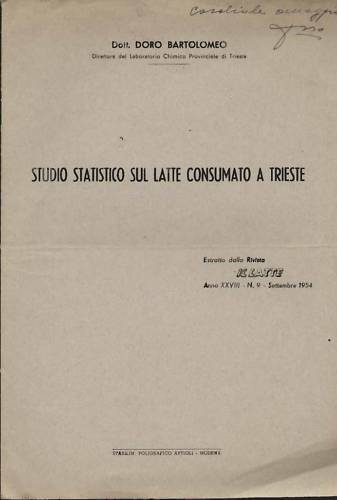 omaggio
Dott. DORO BARTOLOMEO
Direttore del Laboratorio Chimico Provinciale di Trieste
STUDIO STATISTICO SUL LATTE CONSUMATO A TRIESTE
Estratto dalla Rivista
IL LATTE
Anno XXVIII - N. 9 - Settembre 1954
STABILIM. POLIGRAFICO ARTIOLI - MODENA